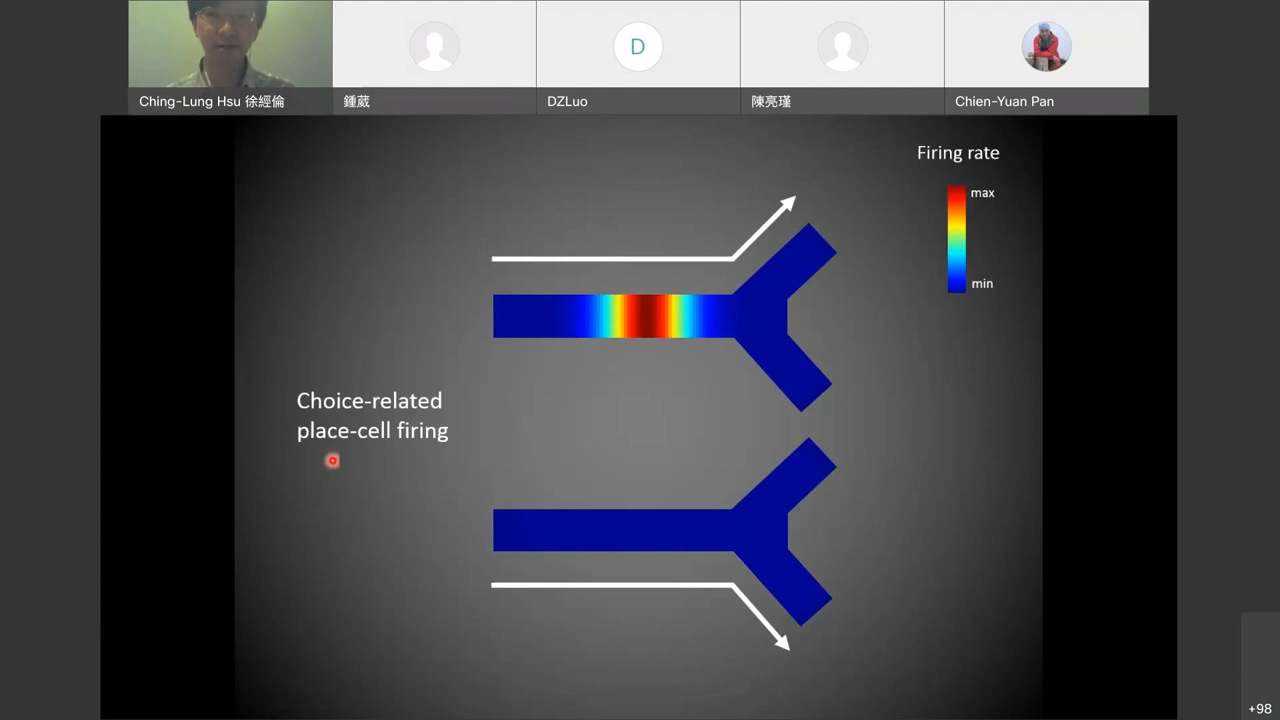 Ching-Lung Hsu 徐經倫
鍾葳
D
DZLuo
陳亮瑾
Chien-Yuan Pan
Firing rate
max
min
Choice-related
place-cell firing
+98